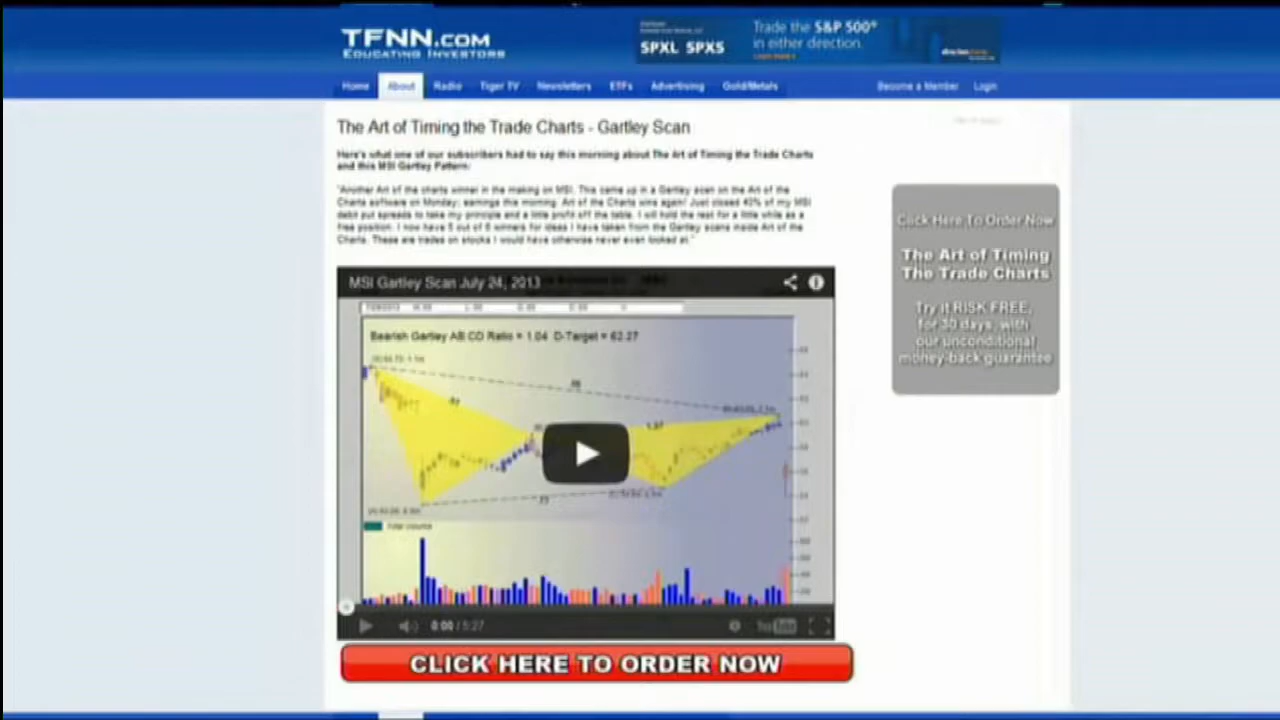 TFNN.COM
EDUCATING INVESTORS
Trade the S&P 500®
in either direction.
SPXL SPXS
Home About Radio Tiger TV Newsletters ETFs Advertising Gold/Metals Become a Member Login
The Art of Timing the Trade Charts - Gartley Scan
Here's what one of our subscribers had to say this morning about The Art of Timing the Trade Charts
and this MSI Gartley Pattern:
"Another Art of the charts winner in the making on MSI. This came up in a Gartley scan on the Art of the
Charts software on Monday; earnings this morning. Art of the Charts wins again! Just closed 40% of my MSI
debit put spreads to take my principle and a little profit off the table. I will hold the rest for a little while as a
free position. I now have 5 out of 5 winners for ideas I have taken from the Gartley scans inside Art of the
Charts. These are trades on stocks I would have otherwise never even looked at."
Click Here To Order Now
The Art of Timing
The Trade Charts
Try it RISK FREE,
for 30 days, with
our unconditional
money-back guarantee
MSI Gartley Scan July 24, 2013
Bearish Gartley AB CD Ratio = 1.04 D-Target = 62.27
Total Volume
0:00 / 5:27
YouTube
CLICK HERE TO ORDER NOW